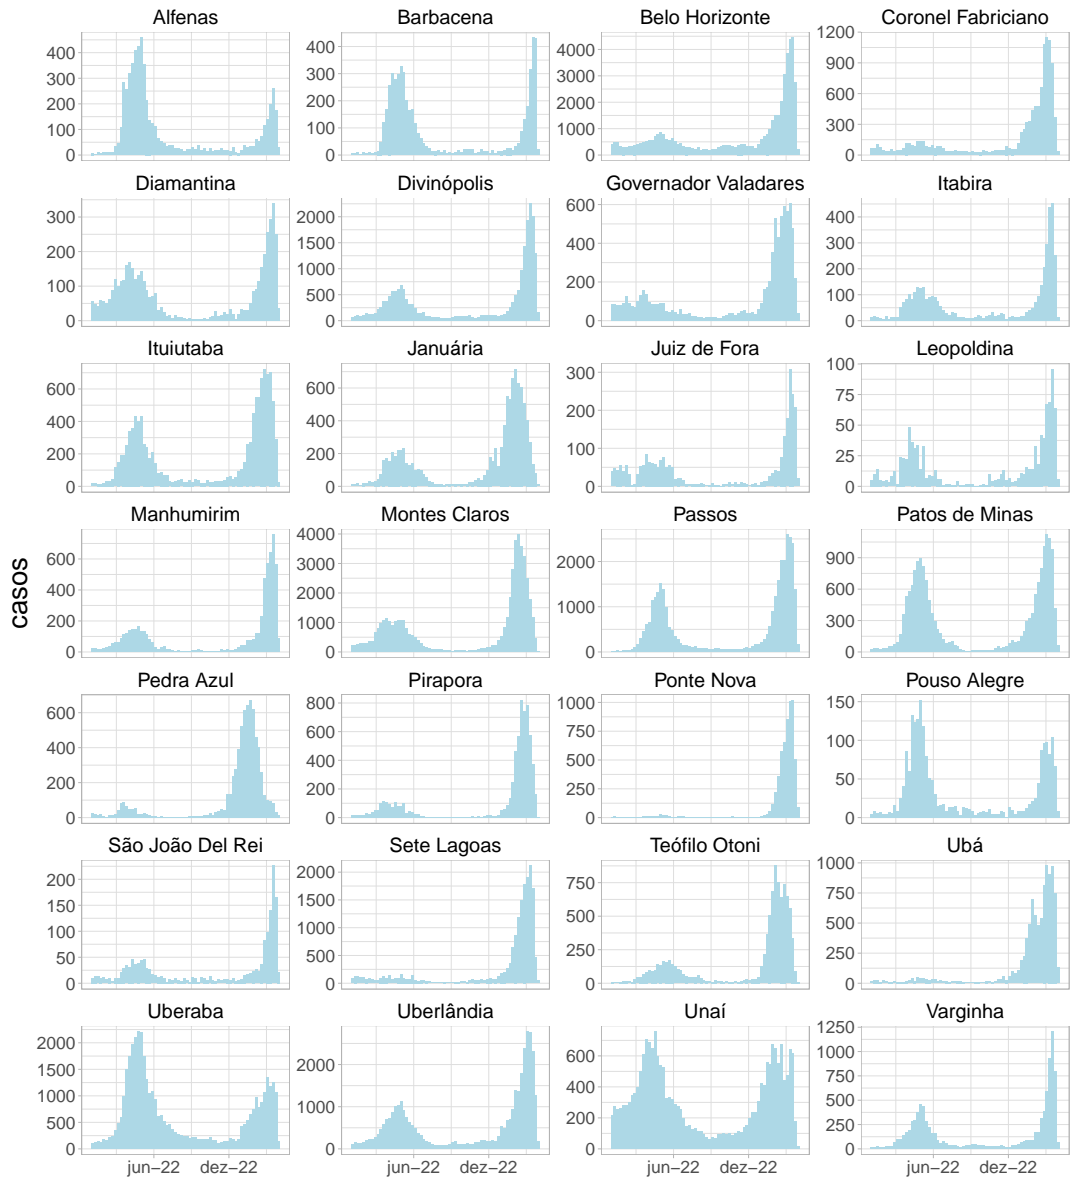 Alfenas Barbacena Belo Horizonte Coronel Fabriciano
400 300 200 100 0
400 300 200 100 0
4000 3000 2000 1000 0
1200 900 600 300 0
Diamantina Divinópolis Governador Valadares Itabira
300 200 100 0
2000 1500 1000 500 0
600 400 200 0
400 300 200 100 0
Ituiutaba Januária Juiz de Fora Leopoldina
600 400 200 0
600 400 200 0
300 200 100 0
100 75 50 25 0
Manhumirim Montes Claros Passos Patos de Minas
600 400 200 0
4000 3000 2000 1000 0
2000 1000 0
900 600 300 0
casos
Pedra Azul Pirapora Ponte Nova Pouso Alegre
600 400 200 0
800 600 400 200 0
1000 750 500 250 0
150 100 50 0
São João Del Rei Sete Lagoas Teófilo Otoni Ubá
200 150 100 50 0
2000 1500 1000 500 0
750 500 250 0
1000 750 500 250 0
Uberaba Uberlândia Unaí Varginha
2000 1500 1000 500 0
2000 1000 0
600 400 200 0
1250 1000 750 500 250 0
jun−22 dez−22 jun−22 dez−22 jun−22 dez−22 jun−22 dez−22